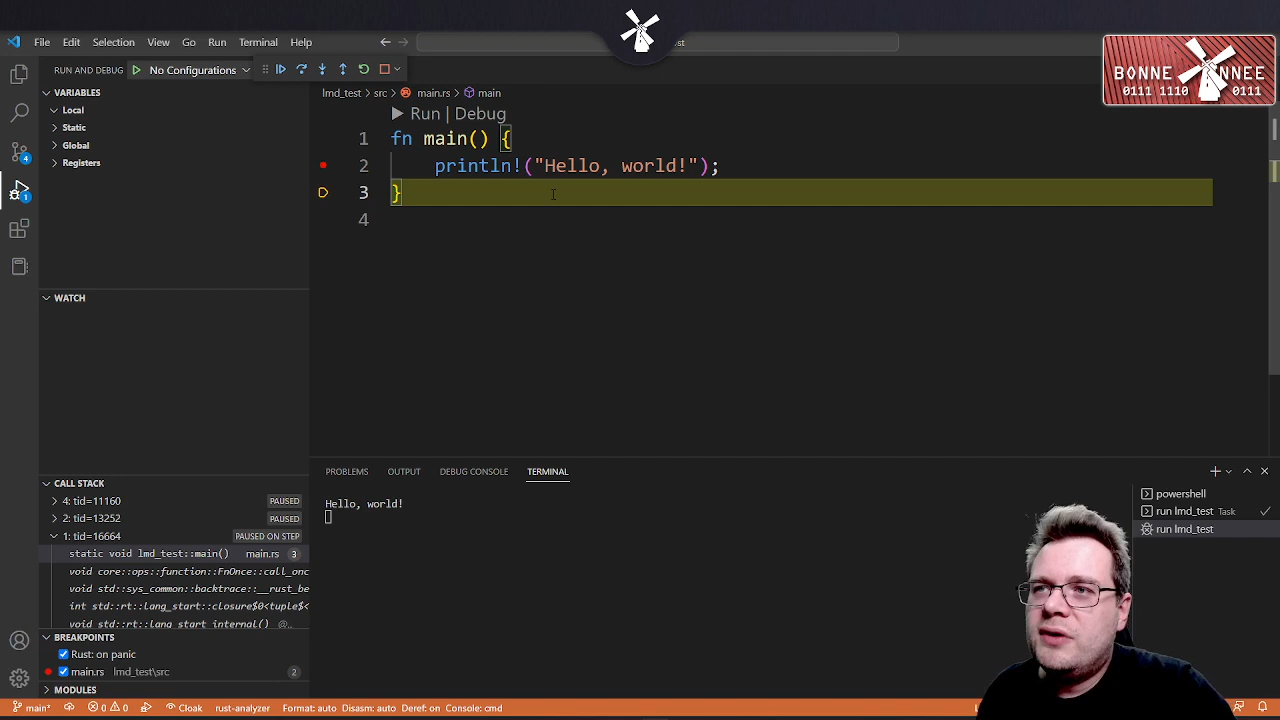 File Edit Selection View Go Run Terminal Help
st
BONNE NNEE
0111 1110 0111
RUN AND DEBUG No Configurations
VARIABLES
Local
Static
Global
Registers
WATCH
CALL STACK
4: tid=11160 PAUSED
2: tid=13252 PAUSED
1: tid=16664 PAUSED ON STEP
static void lmd_test::main() main.rs 3
void core::ops::function::FnOnce::call_onc
void std::sys_common::backtrace::__rust_be
int std::rt::lang_start::closure$0<tuple$<
void std::rt::lang_start_internal() @..
BREAKPOINTS
Rust: on panic
main.rs lmd_test\src 2
MODULES
4
1
lmd_test > src > main.rs > main
Run | Debug
1 fn main() {
2 println!("Hello, world!");
3 }
4
PROBLEMS OUTPUT DEBUG CONSOLE TERMINAL
Hello, world!
powershell
run lmd_test Task
run lmd_test
main* 0 0 Cloak rust-analyzer Format: auto Disasm: auto Deref: on Console: cmd